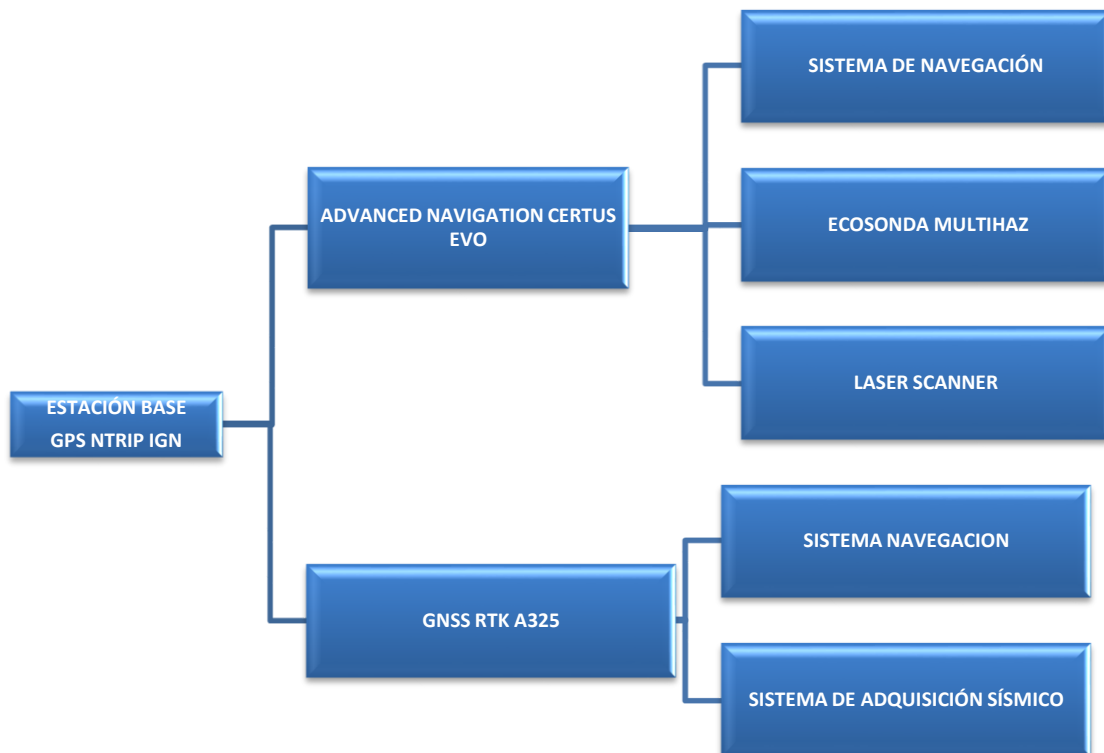 SISTEMA DE NAVEGACIÓN
ADVANCED NAVIGATION CERTUS
EVO
ECOSONDA MULTIHAZ
LASER SCANNER
ESTACIÓN BASE
GPS NTRIP IGN
SISTEMA NAVEGACION
GNSS RTK A325
SISTEMA DE ADQUISICIÓN SÍSMICO